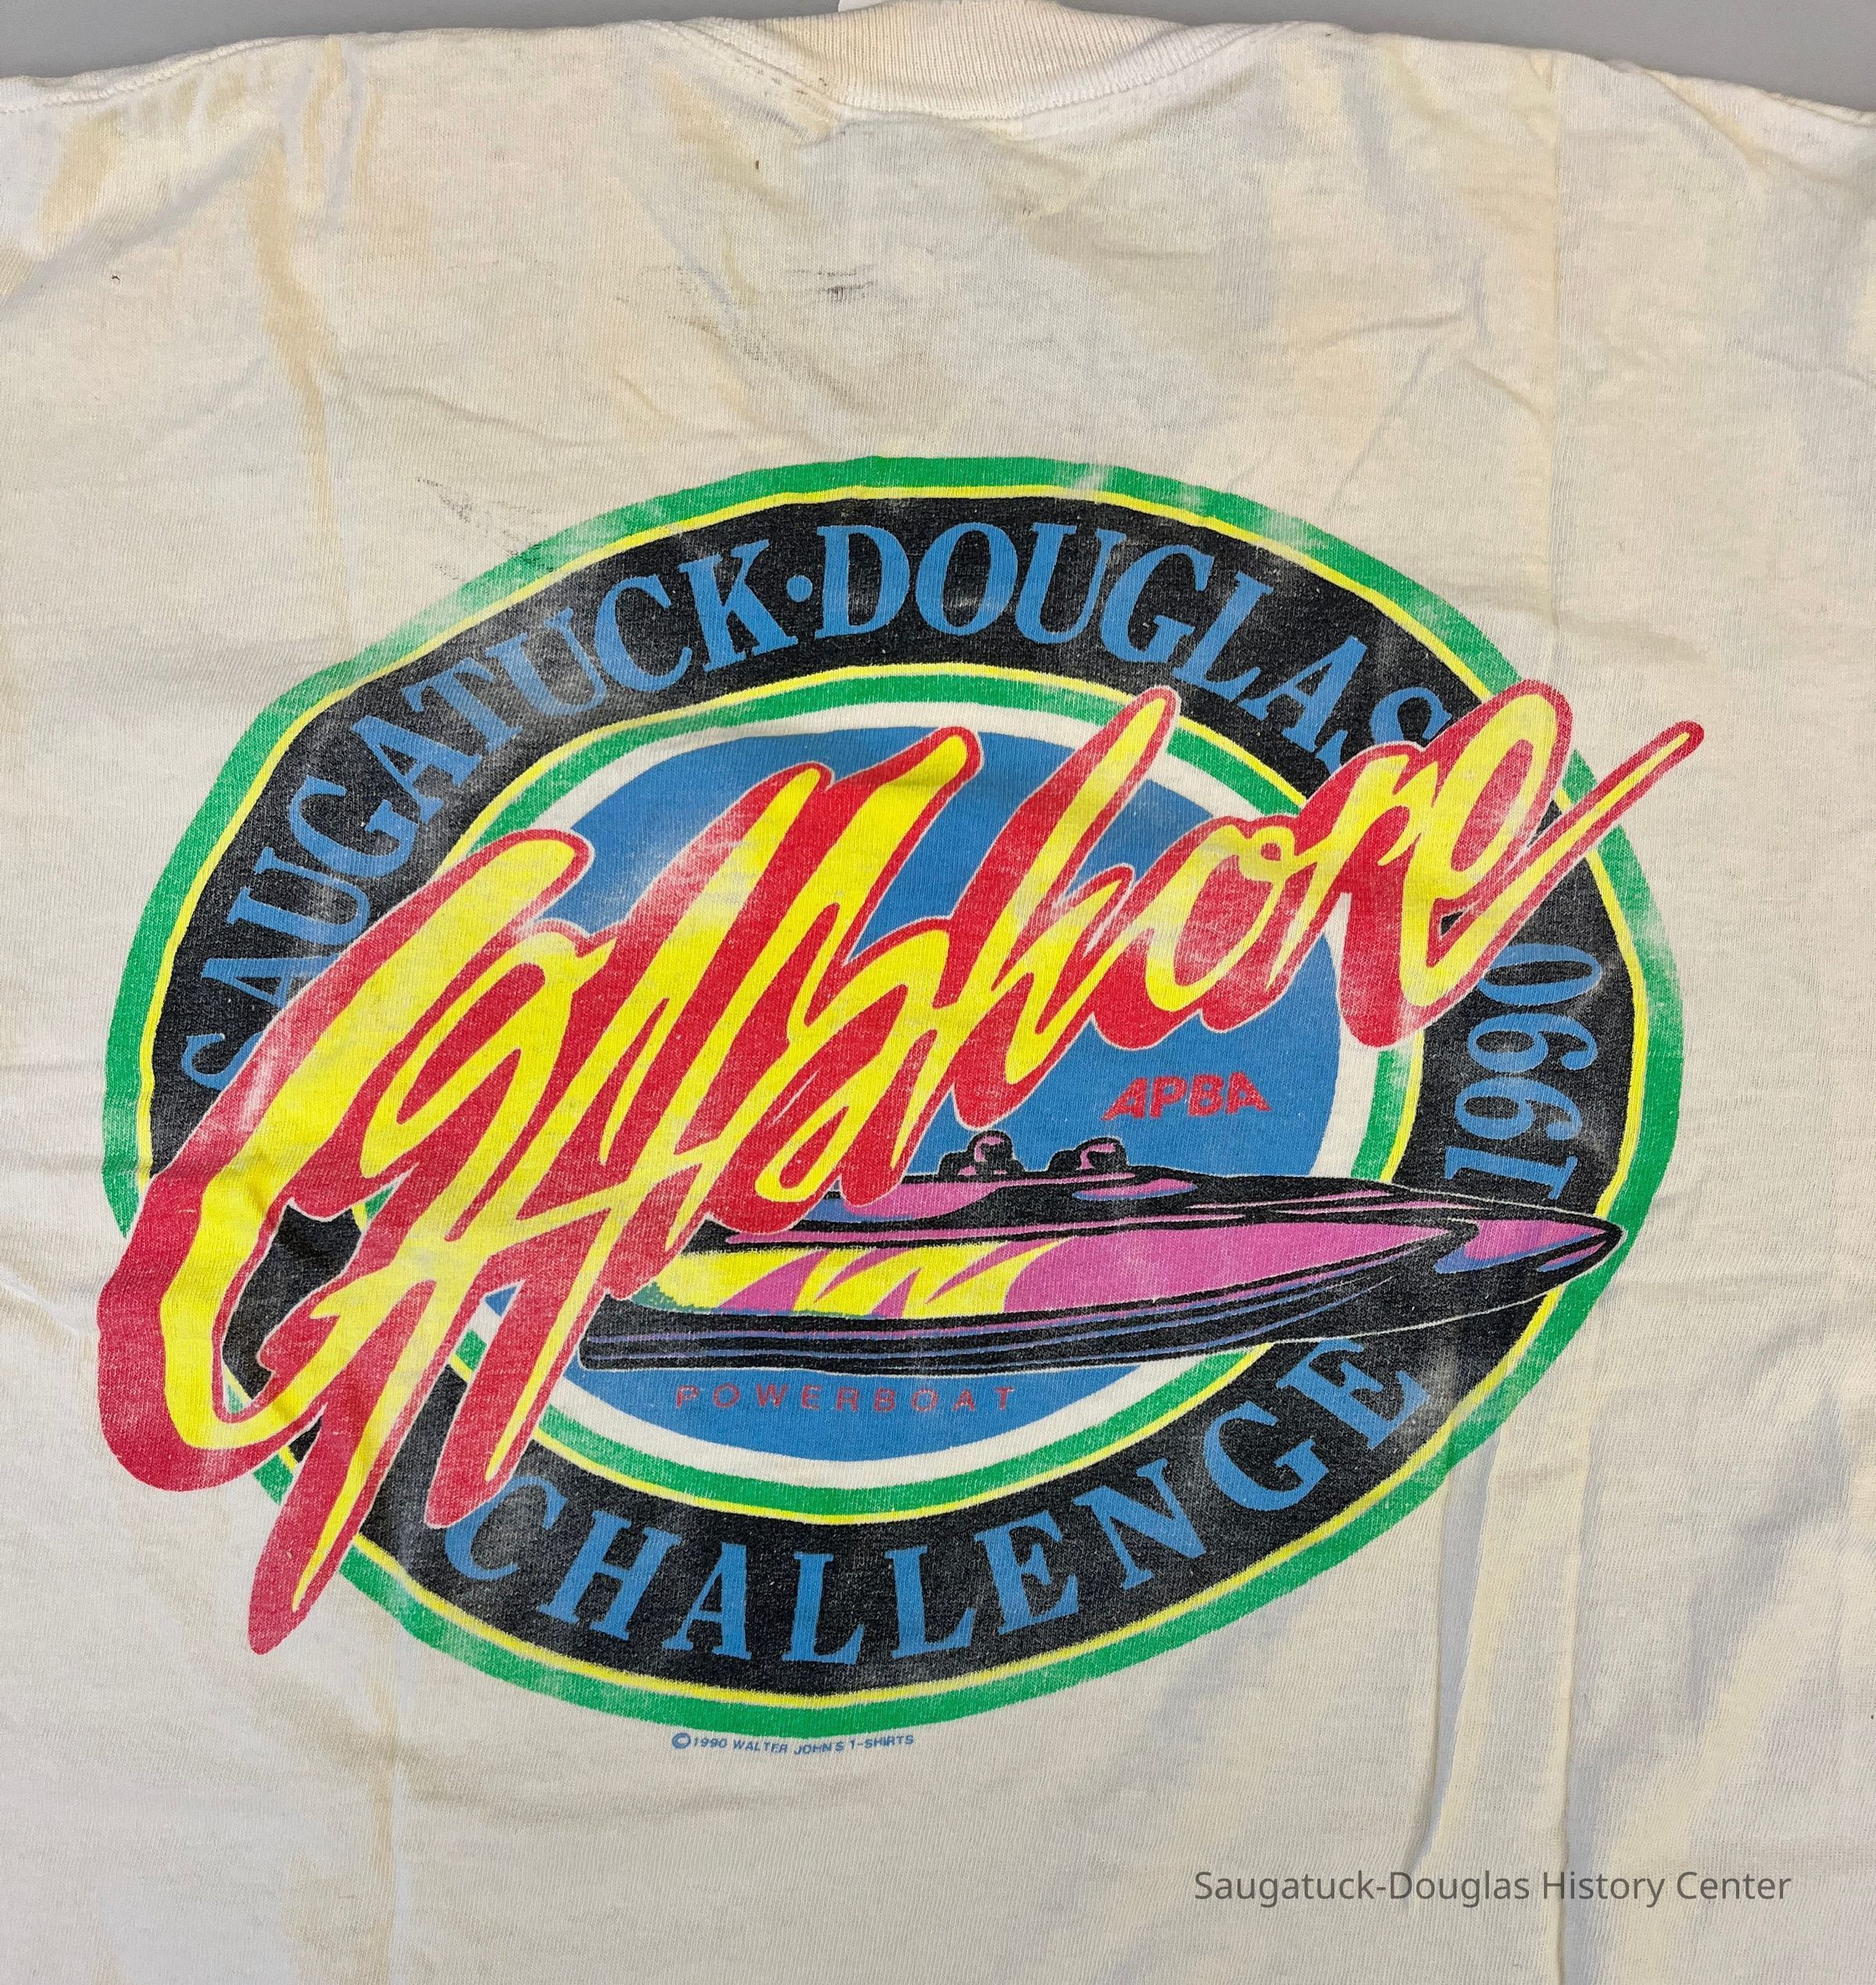 SAUGATUCK·DOUGLAS 1990
Offshore
APBA
POWERBOAT
CHALLENGE
©1990 WALTER JOHN'S T-SHIRTS
Saugatuck-Douglas History Center